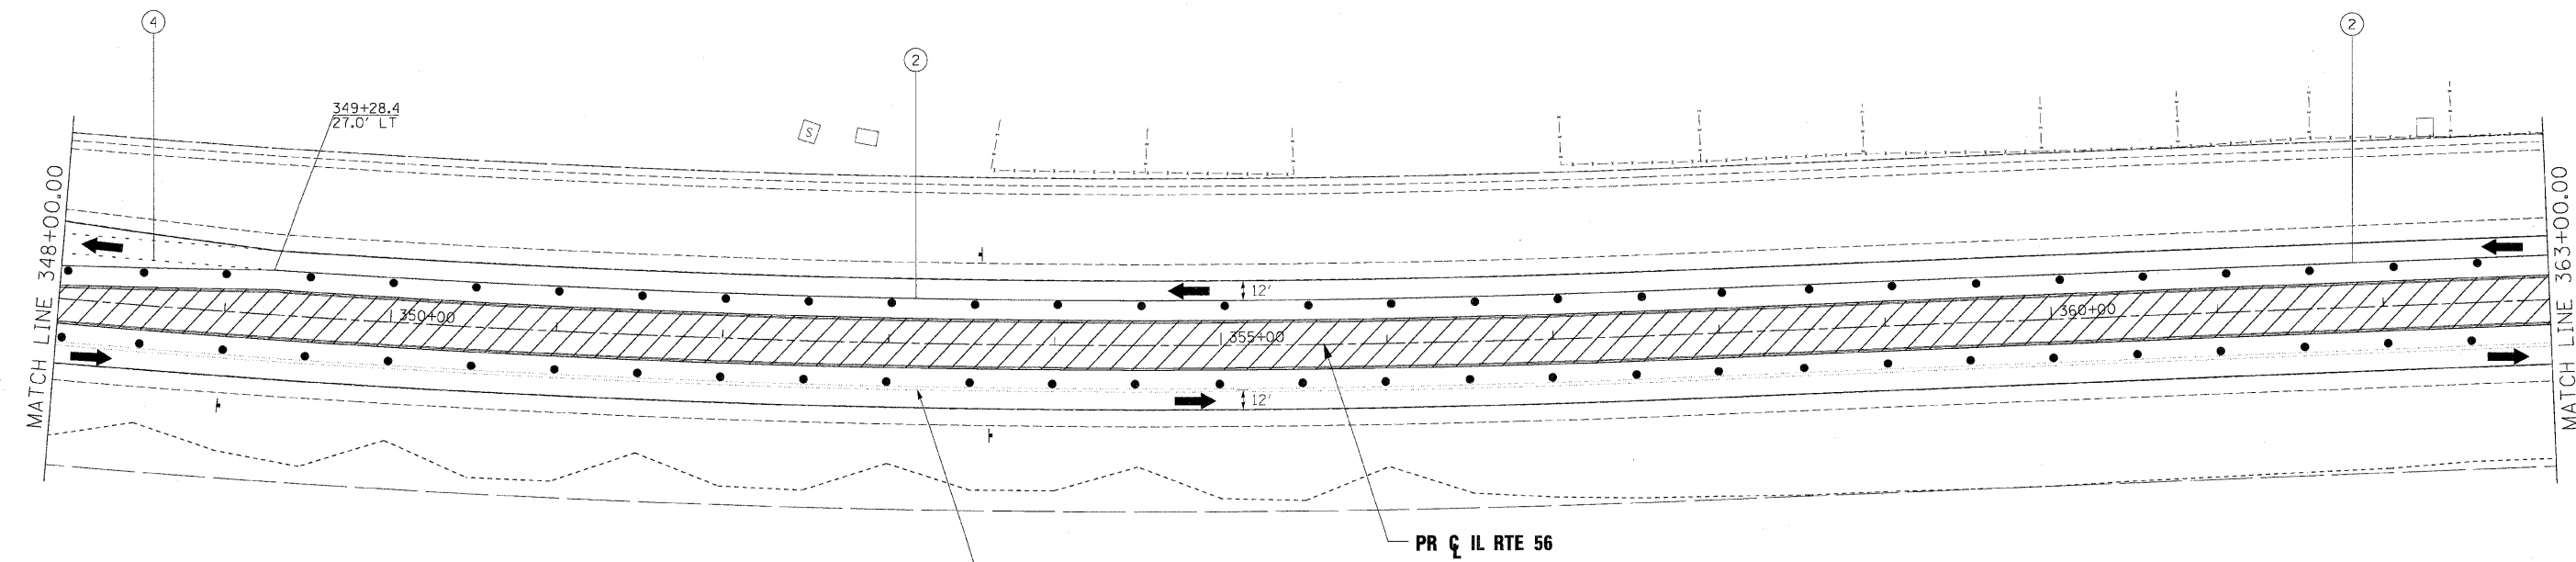 4
2
2
349+28.4
27.0' LT
S
MATCH LINE 348+00.00
MATCH LINE 363+00.00
12'
350+00
355+00
360+00
12'
PR ℄ IL RTE 56